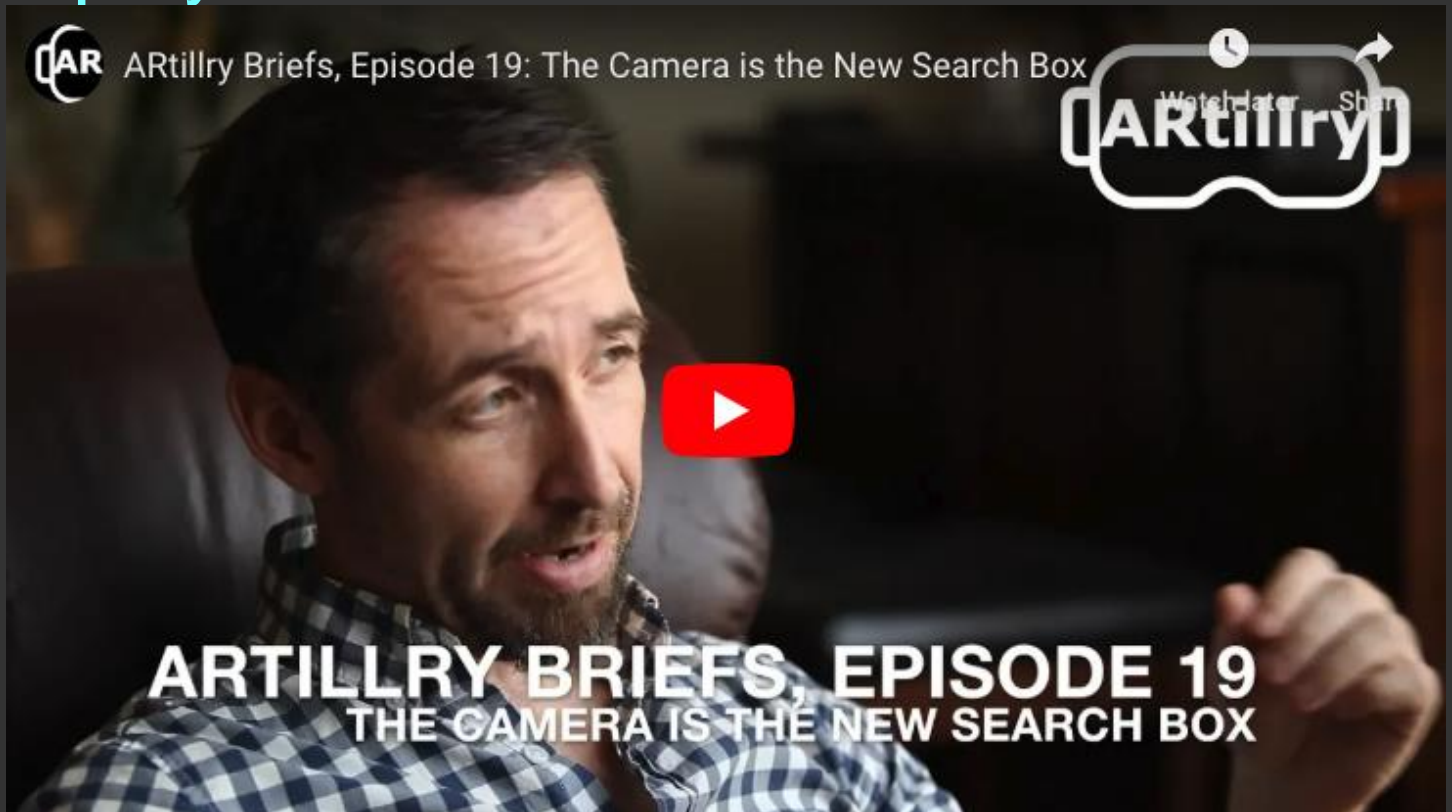 AR
ARtillry Briefs, Episode 19: The Camera is the New Search Box
Watch later
Share
ARtillry
ARTILLRY BRIEFS, EPISODE 19
THE CAMERA IS THE NEW SEARCH BOX